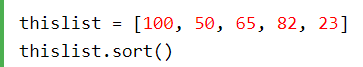 thislist = [100, 50, 65, 82, 23]
thislist.sort()